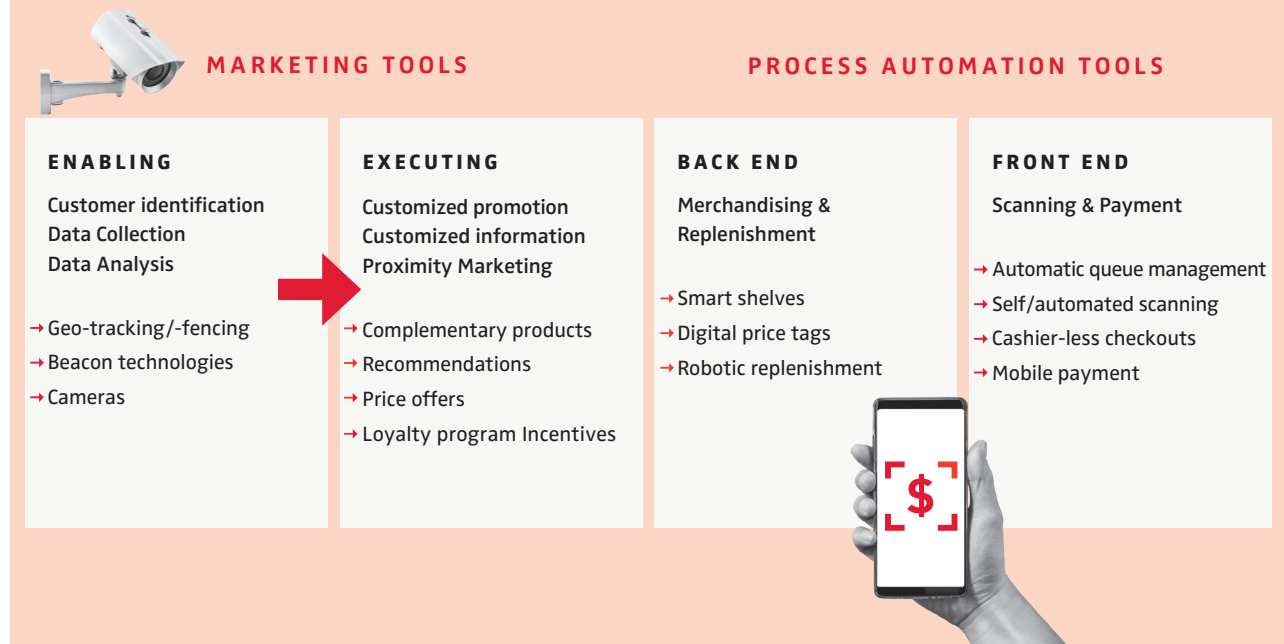 MARKETING TOOLS
PROCESS AUTOMATION TOOLS
ENABLING
Customer identification
Data Collection
Data Analysis
→ Geo-tracking/-fencing
→ Beacon technologies
→ Cameras
EXECUTING
Customized promotion
Customized information
Proximity Marketing
→ Complementary products
→ Recommendations
→ Price offers
→ Loyalty program Incentives
BACK END
Merchandising &
Replenishment
→ Smart shelves
→ Digital price tags
→ Robotic replenishment
FRONT END
Scanning & Payment
→ Automatic queue management
→ Self/automated scanning
→ Cashier-less checkouts
→ Mobile payment
$